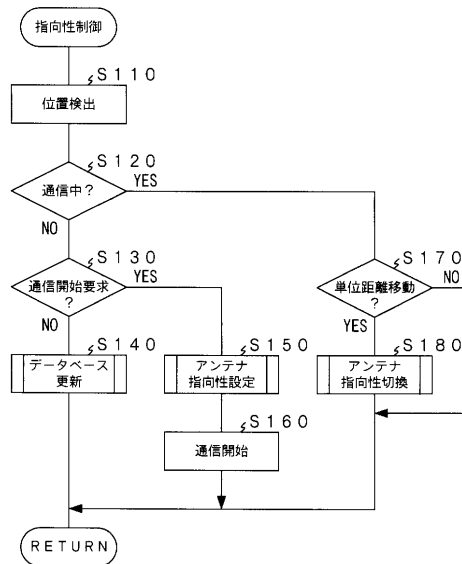 指向性制御
S110
位置検出
S120
通信中?
YES
NO
S130
通信開始要求
?
YES
NO
S170
単位距離移動
?
NO
YES
S140
データベース
更新
S150
アンテナ
指向性設定
S180
アンテナ
指向性切換
S160
通信開始
RETURN